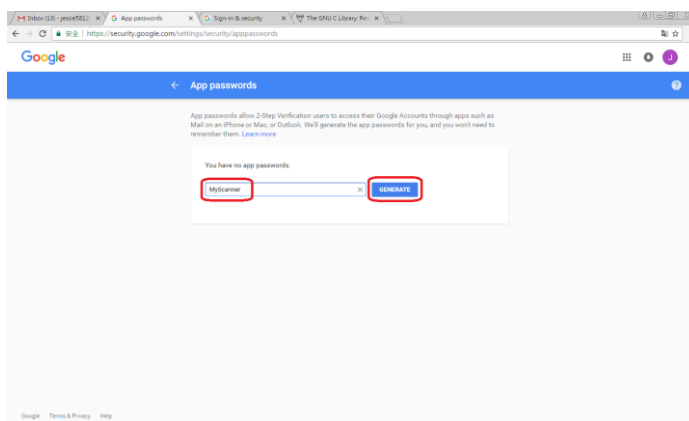 Inbox (13) - jessie5812
App passwords
Sign-in & security
The GNU C Library: Re
安全 | https://security.google.com/settings/security/apppasswords
Google
J
App passwords
App passwords allow 2-Step Verification users to access their Google Accounts through apps such as
Mail on an iPhone or Mac, or Outlook. We'll generate the app passwords for you, and you won't need to
remember them. Learn more
You have no app passwords.
MyScanner
GENERATE
Google Terms & Privacy Help